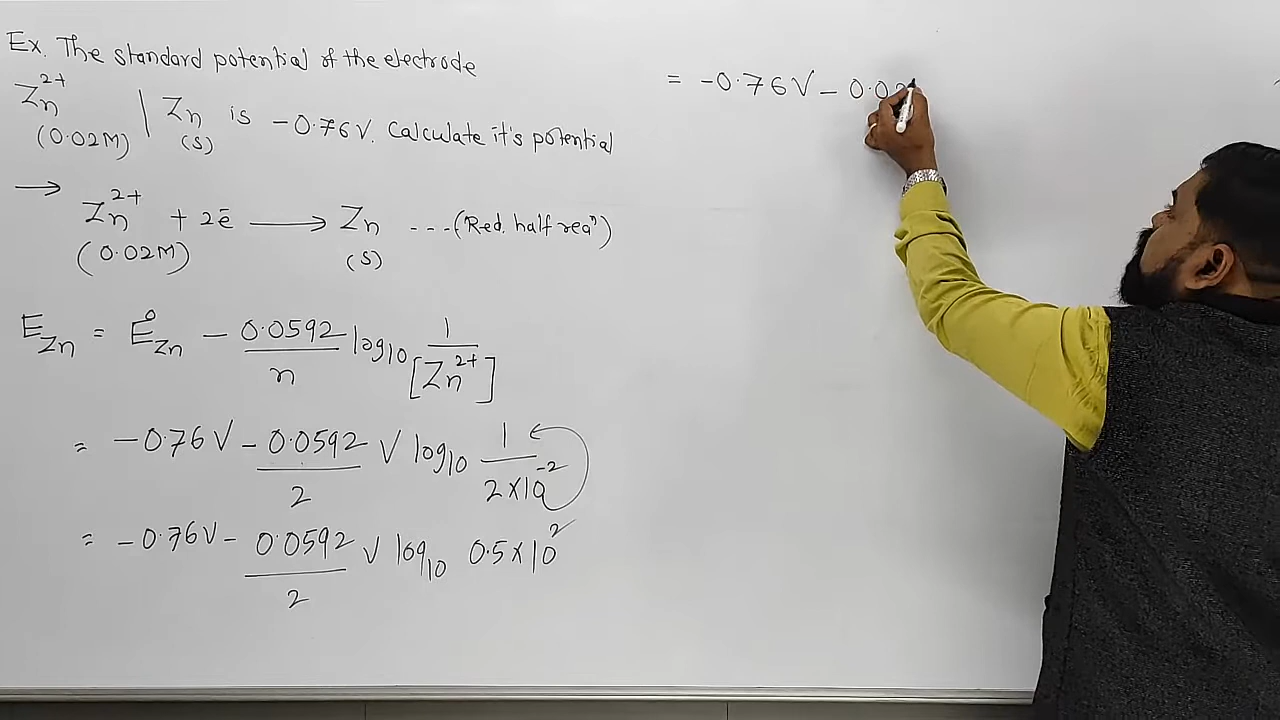 Ex. The standard potential of the electrode
Zn²⁺ (0.02M) | Zn (s) is -0.76V. Calculate it's potential
→ Zn²⁺ (0.02M) + 2ē ⟶ Zn (s) ---- (Red. half reaⁿ)
E_Zn = E°_Zn - 0.0592/n log₁₀ 1/[Zn²⁺]
= -0.76V - 0.0592/2 V log₁₀ 1/2×10⁻²
= -0.76V - 0.0592/2 V log₁₀ 0.5×10²
= -0.76V - 0.0